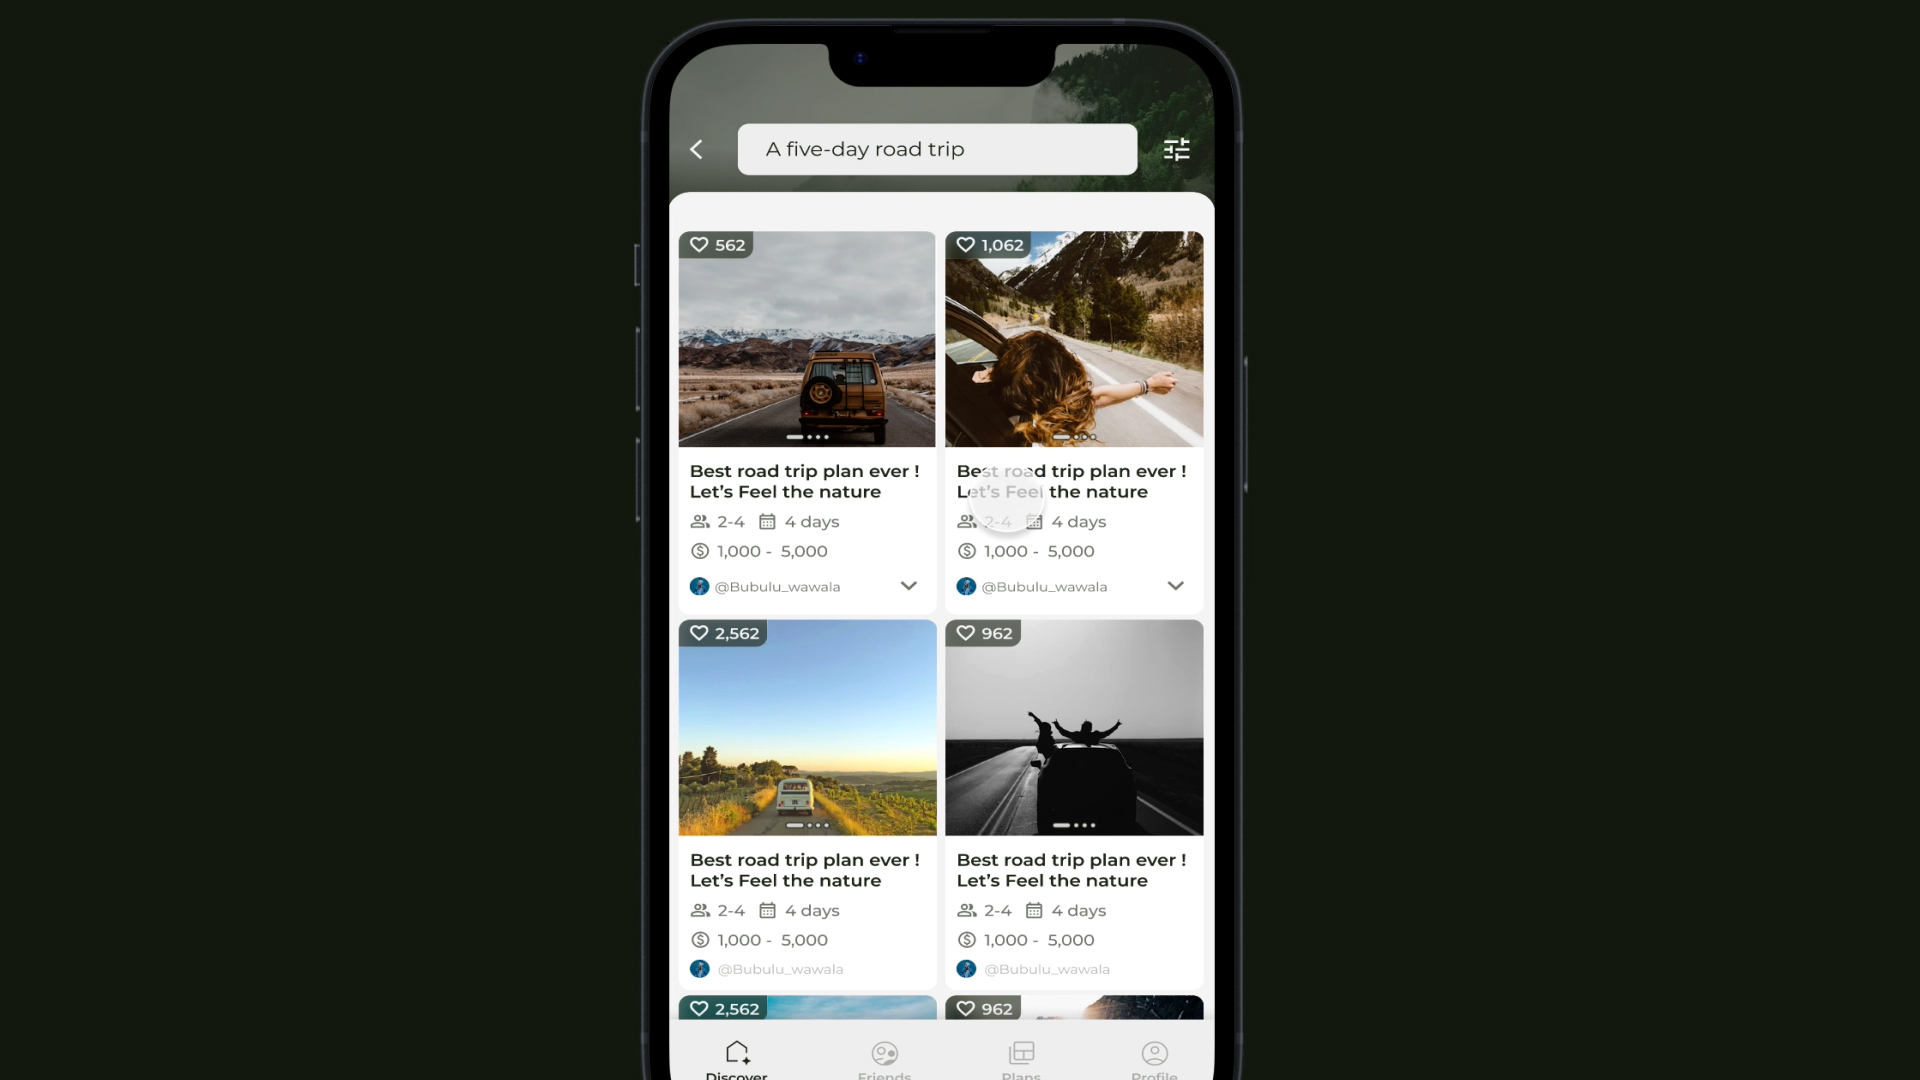 A five-day road trip
562
1,062
Best road trip plan ever !
Let's Feel the nature
2-4 4 days
1,000 - 5,000
@Bubulu_wawala
Best road trip plan ever !
Let's Feel the nature
2-4 4 days
1,000 - 5,000
@Bubulu_wawala
2,562
962
Best road trip plan ever !
Let's Feel the nature
2-4 4 days
1,000 - 5,000
@Bubulu_wawala
Best road trip plan ever !
Let's Feel the nature
2-4 4 days
1,000 - 5,000
@Bubulu_wawala
2,562
962
Discover
Friends
Plans
Profile